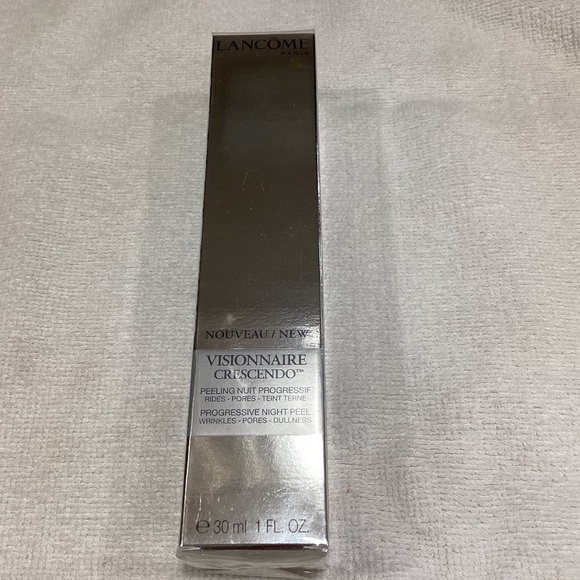 LANCÔME
PARIS
NOUVEAU / NEW
VISIONNAIRE
CRESCENDO™
PEELING NUIT PROGRESSIF
RIDES - PORES - TEINT TERNE
PROGRESSIVE NIGHT PEEL
WRINKLES - PORES - DULLNESS
℮ 30 ml 1 FL. OZ.